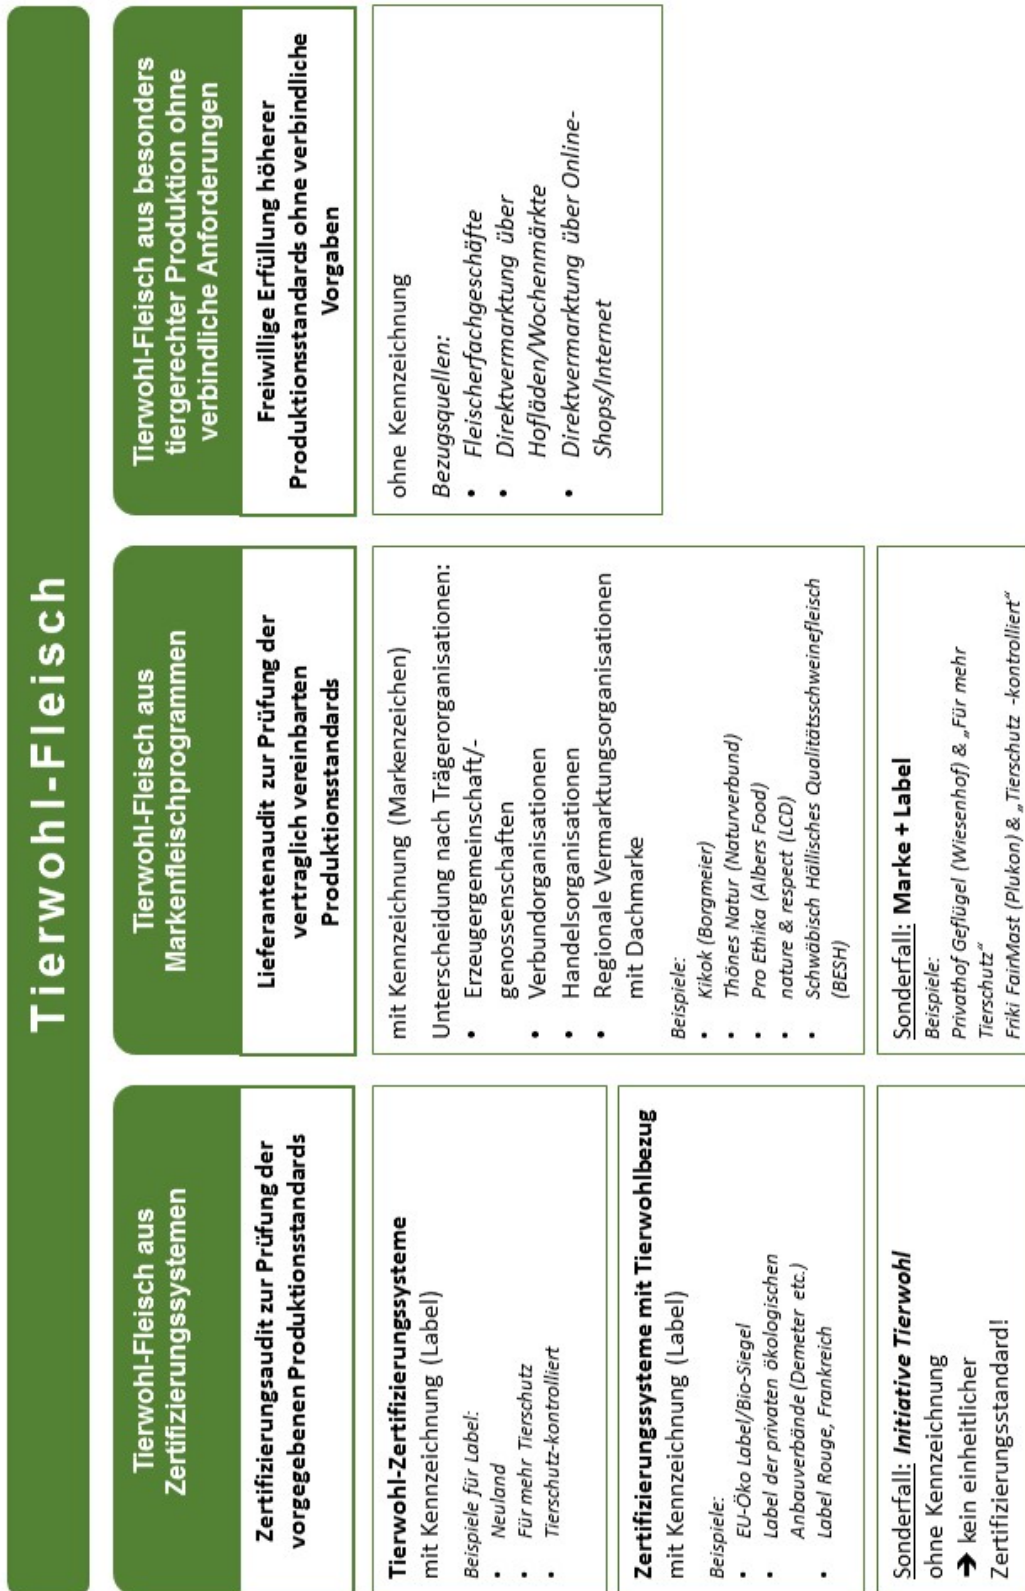 Tierwohl-Fleisch
Tierwohl-Fleisch aus
Zertifizierungssystemen
Zertifizierungsaudit zur Prüfung der
vorgegebenen Produktionsstandards
Tierwohl-Zertifizierungssysteme
mit Kennzeichnung (Label)
Beispiele für Label:
• Neuland
• Für mehr Tierschutz
• Tierschutz-kontrolliert
Zertifizierungssysteme mit Tierwohlbezug
mit Kennzeichnung (Label)
Beispiele:
• EU-Öko Label/Bio-Siegel
• Label der privaten ökologischen
Anbauverbände (Demeter etc.)
• Label Rouge, Frankreich
Sonderfall: Initiative Tierwohl
ohne Kennzeichnung
➔ kein einheitlicher
Zertifizierungsstandard!
Tierwohl-Fleisch aus
Markenfleischprogrammen
Lieferantenaudit zur Prüfung der
vertraglich vereinbarten
Produktionsstandards
mit Kennzeichnung (Markenzeichen)
Unterscheidung nach Trägerorganisationen:
• Erzeugergemeinschaft/-
genossenschaften
• Verbundorganisationen
• Handelsorganisationen
• Regionale Vermarktungsorganisationen
mit Dachmarke
Beispiele:
• Kikok (Borgmeier)
• Thönes Natur (Naturverbund)
• Pro Ethika (Albers Food)
• nature & respect (LCD)
• Schwäbisch Hällisches Qualitätsschweinefleisch
(BESH)
Sonderfall: Marke + Label
Beispiele:
Privathof Geflügel (Wiesenhof) & „Für mehr
Tierschutz“
Friki FairMast (Plukon) & „Tierschutz -kontrolliert“
Tierwohl-Fleisch aus besonders
tiergerechter Produktion ohne
verbindliche Anforderungen
Freiwillige Erfüllung höherer
Produktionsstandards ohne verbindliche
Vorgaben
ohne Kennzeichnung
Bezugsquellen:
• Fleischerfachgeschäfte
• Direktvermarktung über
Hofläden/Wochenmärkte
• Direktvermarktung über Online-
Shops/Internet